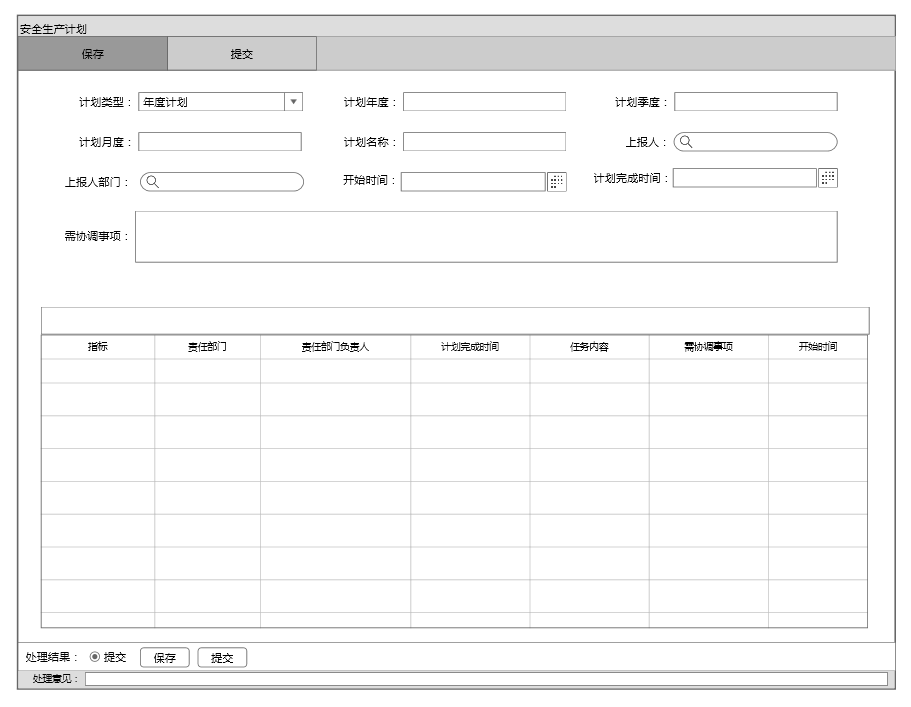 安全生产计划
保存 提交
计划类型： 年度计划 计划年度： 计划季度：
计划月度： 计划名称： 上报人：
上报人部门： 开始时间： 计划完成时间：
需协调事项：
指标 责任部门 责任部门负责人 计划完成时间 任务内容 需协调事项 开始时间
处理结果： 提交 保存 提交
处理意见：